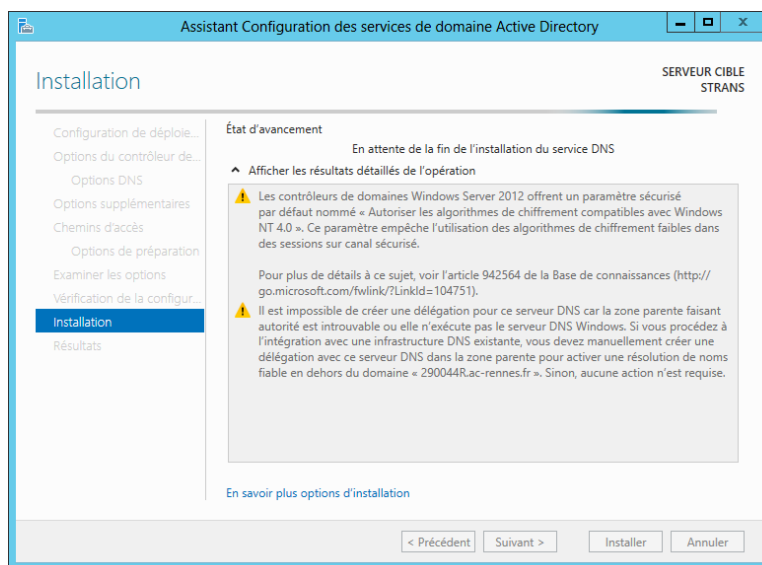 Assistant Configuration des services de domaine Active Directory
Installation
SERVEUR CIBLE
STRANS
Configuration de déploie...
Options du contrôleur de...
Options DNS
Options supplémentaires
Chemins d'accès
Options de préparation
Examiner les options
Vérification de la configur...
Installation
Résultats
État d'avancement
En attente de la fin de l'installation du service DNS
Afficher les résultats détaillés de l'opération
Les contrôleurs de domaines Windows Server 2012 offrent un paramètre sécurisé
par défaut nommé « Autoriser les algorithmes de chiffrement compatibles avec Windows
NT 4.0 ». Ce paramètre empêche l'utilisation des algorithmes de chiffrement faibles dans
des sessions sur canal sécurisé.
Pour plus de détails à ce sujet, voir l'article 942564 de la Base de connaissances (http://
go.microsoft.com/fwlink/?LinkId=104751).
Il est impossible de créer une délégation pour ce serveur DNS car la zone parente faisant
autorité est introuvable ou elle n'exécute pas le serveur DNS Windows. Si vous procédez à
l'intégration avec une infrastructure DNS existante, vous devez manuellement créer une
délégation avec ce serveur DNS dans la zone parente pour activer une résolution de noms
fiable en dehors du domaine « 290044R.ac-rennes.fr ». Sinon, aucune action n'est requise.
En savoir plus options d'installation
< Précédent
Suivant >
Installer
Annuler